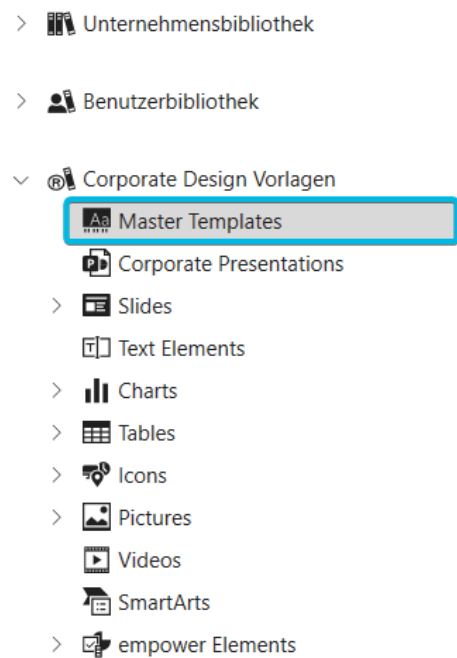 Unternehmensbibliothek
Benutzerbibliothek
Corporate Design Vorlagen
Master Templates
Corporate Presentations
Slides
Text Elements
Charts
Tables
Icons
Pictures
Videos
SmartArts
empower Elements